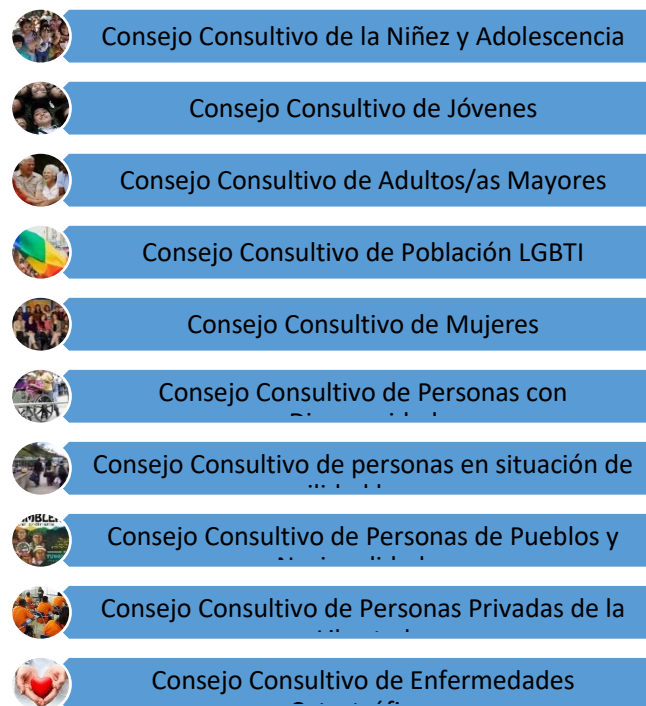 Consejo Consultivo de la Niñez y Adolescencia
Consejo Consultivo de Jóvenes
Consejo Consultivo de Adultos/as Mayores
Consejo Consultivo de Población LGBTI
Consejo Consultivo de Mujeres
Consejo Consultivo de Personas con
Consejo Consultivo de personas en situación de
Consejo Consultivo de Personas de Pueblos y
Consejo Consultivo de Personas Privadas de la
Consejo Consultivo de Enfermedades